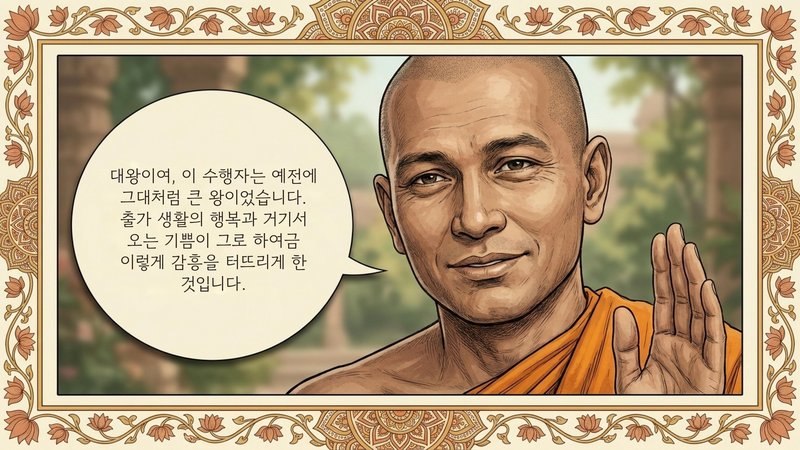 대왕이여, 이 수행자는 예전에
그대처럼 큰 왕이었습니다.
출가 생활의 행복과 거기서
오는 기쁨이 그로 하여금
이렇게 감흥을 터뜨리게 한
것입니다.